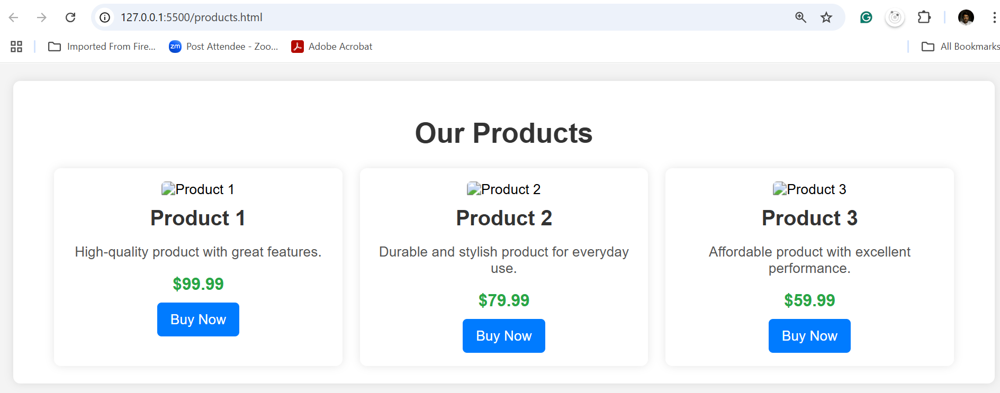 127.0.0.1:5500/products.html
Imported From Fire...
zm Post Attendee - Zoo...
Adobe Acrobat
All Bookmarks
Our Products
Product 1
Product 1
High-quality product with great features.
$99.99
Buy Now
Product 2
Product 2
Durable and stylish product for everyday
use.
$79.99
Buy Now
Product 3
Product 3
Affordable product with excellent
performance.
$59.99
Buy Now